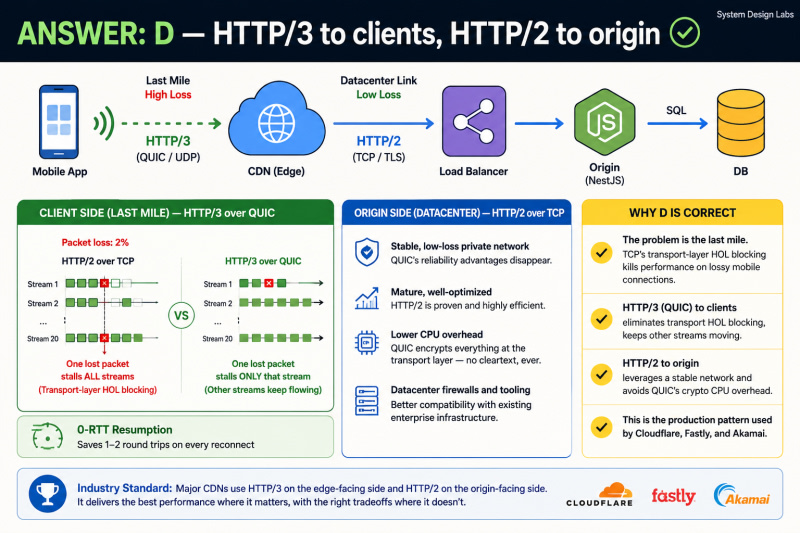 System Design Labs
ANSWER: D — HTTP/3 to clients, HTTP/2 to origin
Last Mile
High Loss
HTTP/3
(QUIC / UDP)
Datacenter Link
Low Loss
HTTP/2
(TCP / TLS)
JS
SQL
Mobile App
CDN (Edge)
Load Balancer
Origin
(NestJS)
DB
CLIENT SIDE (LAST MILE) — HTTP/3 over QUIC
Packet loss: 2%
HTTP/2 over TCP
Stream 1
Stream 2
...
Stream 20
One lost packet
stalls ALL streams
(Transport-layer HOL blocking)
VS
HTTP/3 over QUIC
Stream 1
Stream 2
...
Stream 20
One lost packet
stalls ONLY that stream
(Other streams keep flowing)
0-RTT Resumption
Saves 1–2 round trips on every reconnect
ORIGIN SIDE (DATACENTER) — HTTP/2 over TCP
Stable, low-loss private network
QUIC's reliability advantages disappear.
Mature, well-optimized
HTTP/2 is proven and highly efficient.
Lower CPU overhead
QUIC encrypts everything at the
transport layer — no cleartext, ever.
Datacenter firewalls and tooling
Better compatibility with existing
enterprise infrastructure.
WHY D IS CORRECT
The problem is the last mile.
TCP's transport-layer HOL blocking
kills performance on lossy mobile
connections.
HTTP/3 (QUIC) to clients
eliminates transport HOL blocking,
keeps other streams moving.
HTTP/2 to origin
leverages a stable network and
avoids QUIC's crypto CPU overhead.
This is the production pattern used
by Cloudflare, Fastly, and Akamai.
Industry Standard: Major CDNs use HTTP/3 on the edge-facing side and HTTP/2 on the origin-facing side.
It delivers the best performance where it matters, with the right tradeoffs where it doesn't.
CLOUDFLARE
fastly
Akamai